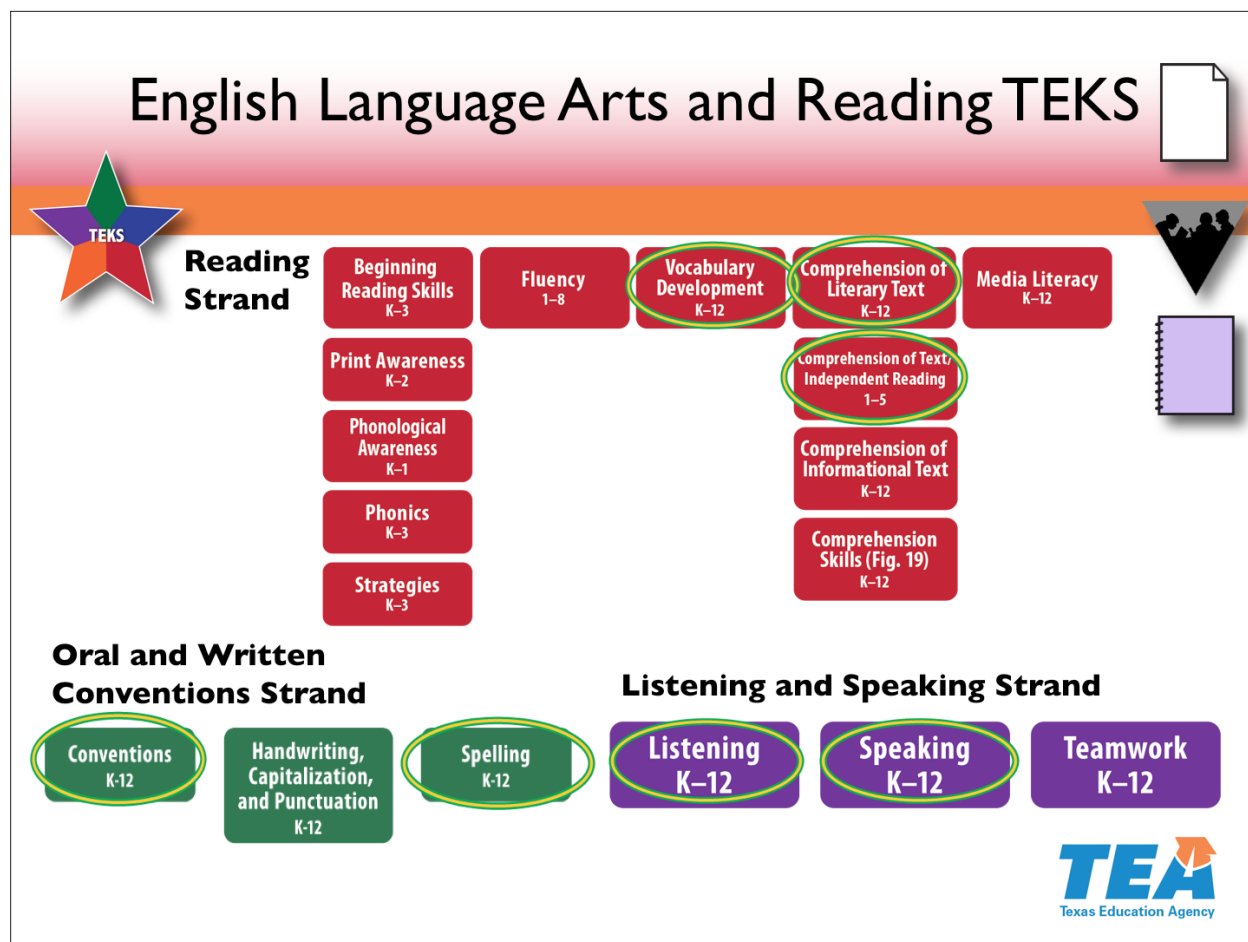 English Language Arts and Reading TEKS
TEKS
Reading
Strand
Beginning
Reading Skills
K–3
Fluency
1–8
Vocabulary
Development
K–12
Comprehension of
Literary Text
K–12
Media Literacy
K–12
Print Awareness
K–2
Comprehension of Text/
Independent Reading
1–5
Phonological
Awareness
K–1
Comprehension of
Informational Text
K–12
Phonics
K–3
Comprehension
Skills (Fig. 19)
K–12
Strategies
K–3
Oral and Written
Conventions Strand
Conventions
K-12
Handwriting,
Capitalization,
and Punctuation
K-12
Spelling
K-12
Listening and Speaking Strand
Listening
K–12
Speaking
K–12
Teamwork
K–12
TEA
Texas Education Agency